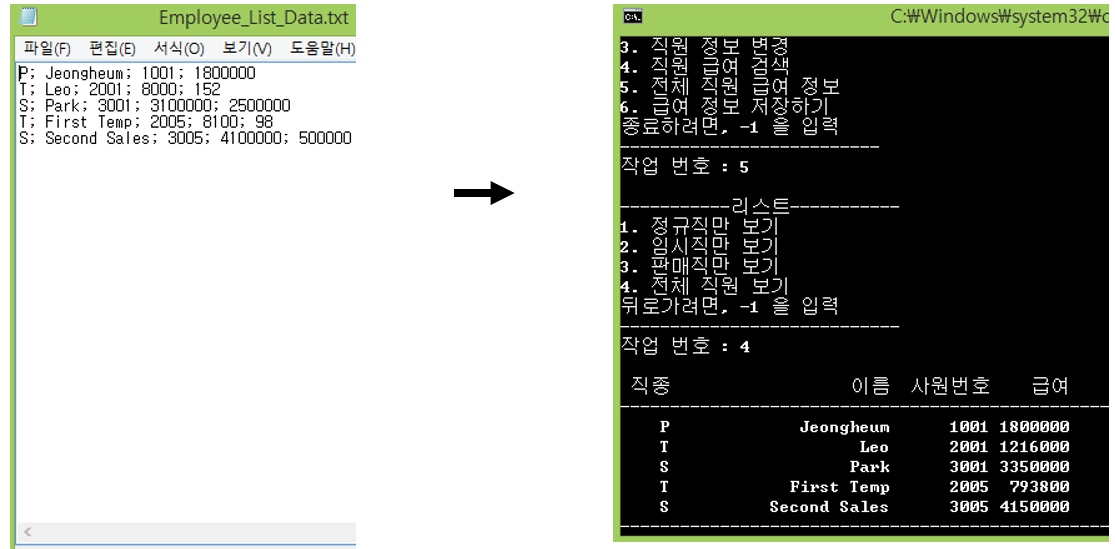 Employee_List_Data.txt
파일(F) 편집(E) 서식(O) 보기(V) 도움말(H)
P; Jeongheum; 1001; 1800000
T; Leo; 2001; 8000; 152
S; Park; 3001; 3100000; 2500000
T; First Temp; 2005; 8100; 98
S; Second Sales; 3005; 4100000; 500000
C:₩Windows₩system32₩c
3. 직원 정보 변경
4. 직원 급여 검색
5. 전체 직원 급여 정보
6. 급여 정보 저장하기
종료하려면, -1 을 입력
--------------------------
작업 번호 : 5
-----------리스트-----------
1. 정규직만 보기
2. 임시직만 보기
3. 판매직만 보기
4. 전체 직원 보기
뒤로가려면, -1 을 입력
----------------------------
작업 번호 : 4
직종 이름 사원번호 급여
-------------------------------------------------
P Jeongheum 1001 1800000
T Leo 2001 1216000
S Park 3001 3350000
T First Temp 2005 793800
S Second Sales 3005 4150000
-------------------------------------------------